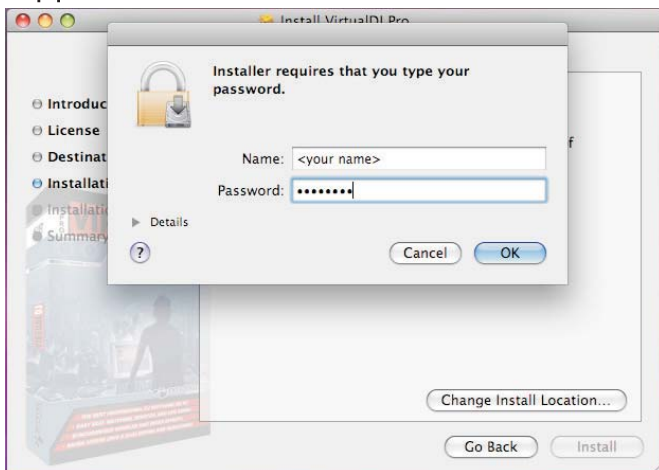 Install VirtualDJ Pro
Installer requires that you type your
password.
Name: <your name>
Password: ••••••••
Details
?
Cancel
OK
Introduc
License
Destinat
Installati
Installatio
Summary
f
Change Install Location...
Go Back
Install